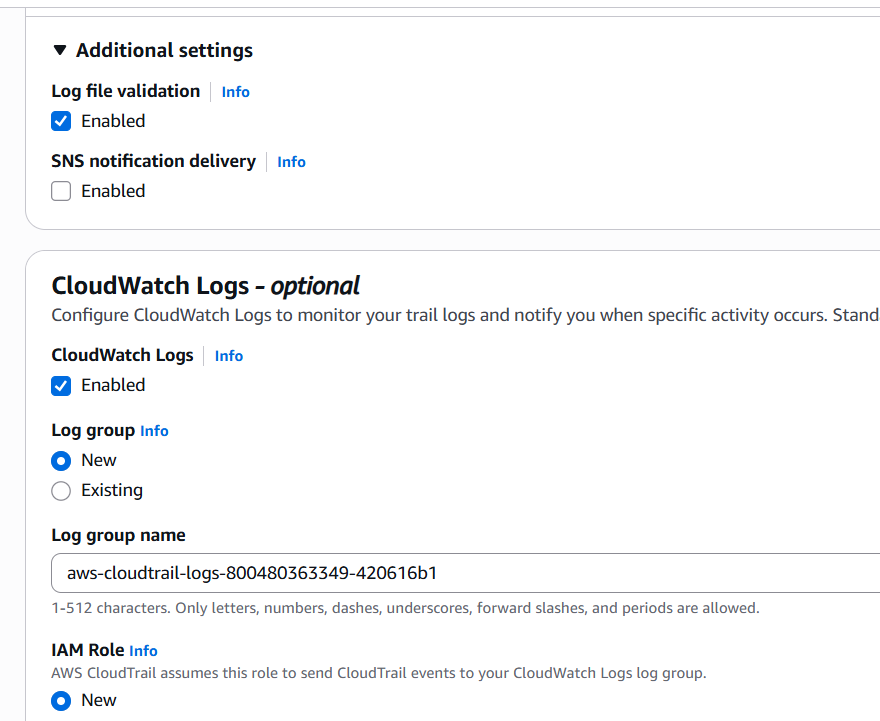 Additional settings
Log file validation Info
Enabled
SNS notification delivery Info
Enabled
CloudWatch Logs - optional
Configure CloudWatch Logs to monitor your trail logs and notify you when specific activity occurs. Stand
CloudWatch Logs Info
Enabled
Log group Info
New
Existing
Log group name
aws-cloudtrail-logs-800480363349-420616b1
1-512 characters. Only letters, numbers, dashes, underscores, forward slashes, and periods are allowed.
IAM Role Info
AWS CloudTrail assumes this role to send CloudTrail events to your CloudWatch Logs log group.
New